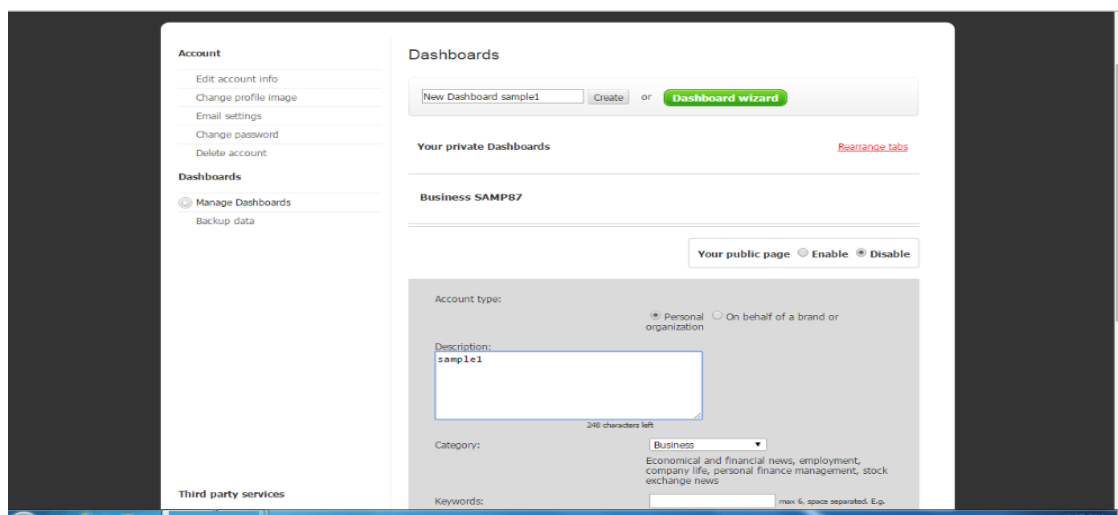 Account
Edit account info
Change profile image
Email settings
Change password
Delete account
Dashboards
Manage Dashboards
Backup data
Third party services
Dashboards
New Dashboard sample1 Create or Dashboard wizard
Your private Dashboards Rearrange tabs
Business SAMP87
Your public page Enable Disable
Account type:
Personal On behalf of a brand or
organization
Description:
sample1
248 characters left
Category: Business
Economical and financial news, employment,
company life, personal finance management, stock
exchange news
Keywords: max 6, space separated. E.g.